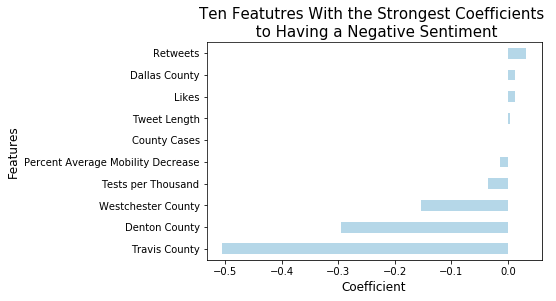 Ten Featutres With the Strongest Coefficients
to Having a Negative Sentiment
Features
Retweets
Dallas County
Likes
Tweet Length
County Cases
Percent Average Mobility Decrease
Tests per Thousand
Westchester County
Denton County
Travis County
−0.5 −0.4 −0.3 −0.2 −0.1 0.0
Coefficient